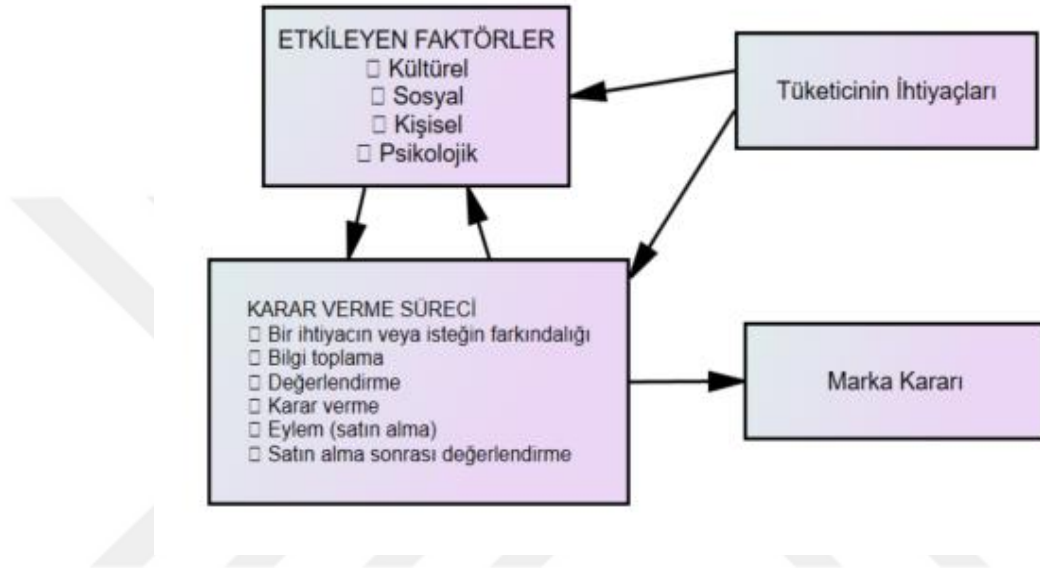 ETKİLEYEN FAKTÖRLER
□ Kültürel
□ Sosyal
□ Kişisel
□ Psikolojik
Tüketicinin İhtiyaçları
KARAR VERME SÜRECİ
□ Bir ihtiyacın veya isteğin farkındalığı
□ Bilgi toplama
□ Değerlendirme
□ Karar verme
□ Eylem (satın alma)
□ Satın alma sonrası değerlendirme
Marka Kararı